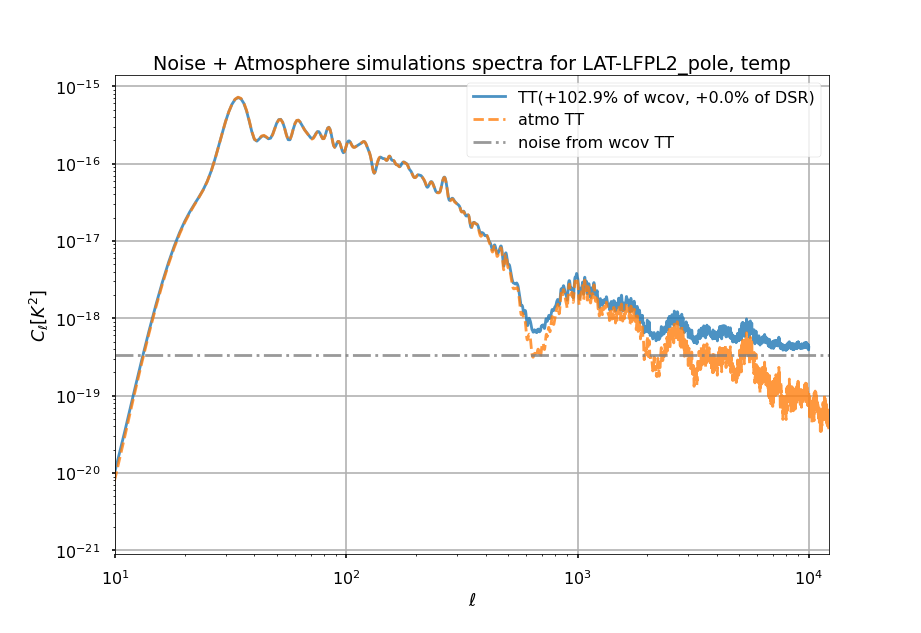 Noise + Atmosphere simulations spectra for LAT-LFPL2_pole, temp
TT(+102.9% of wcov, +0.0% of DSR)
atmo TT
noise from wcov TT
10⁻¹⁵
10⁻¹⁶
10⁻¹⁷
10⁻¹⁸
10⁻¹⁹
10⁻²⁰
10⁻²¹
Cℓ[K²]
10¹ 10² 10³ 10⁴
ℓ